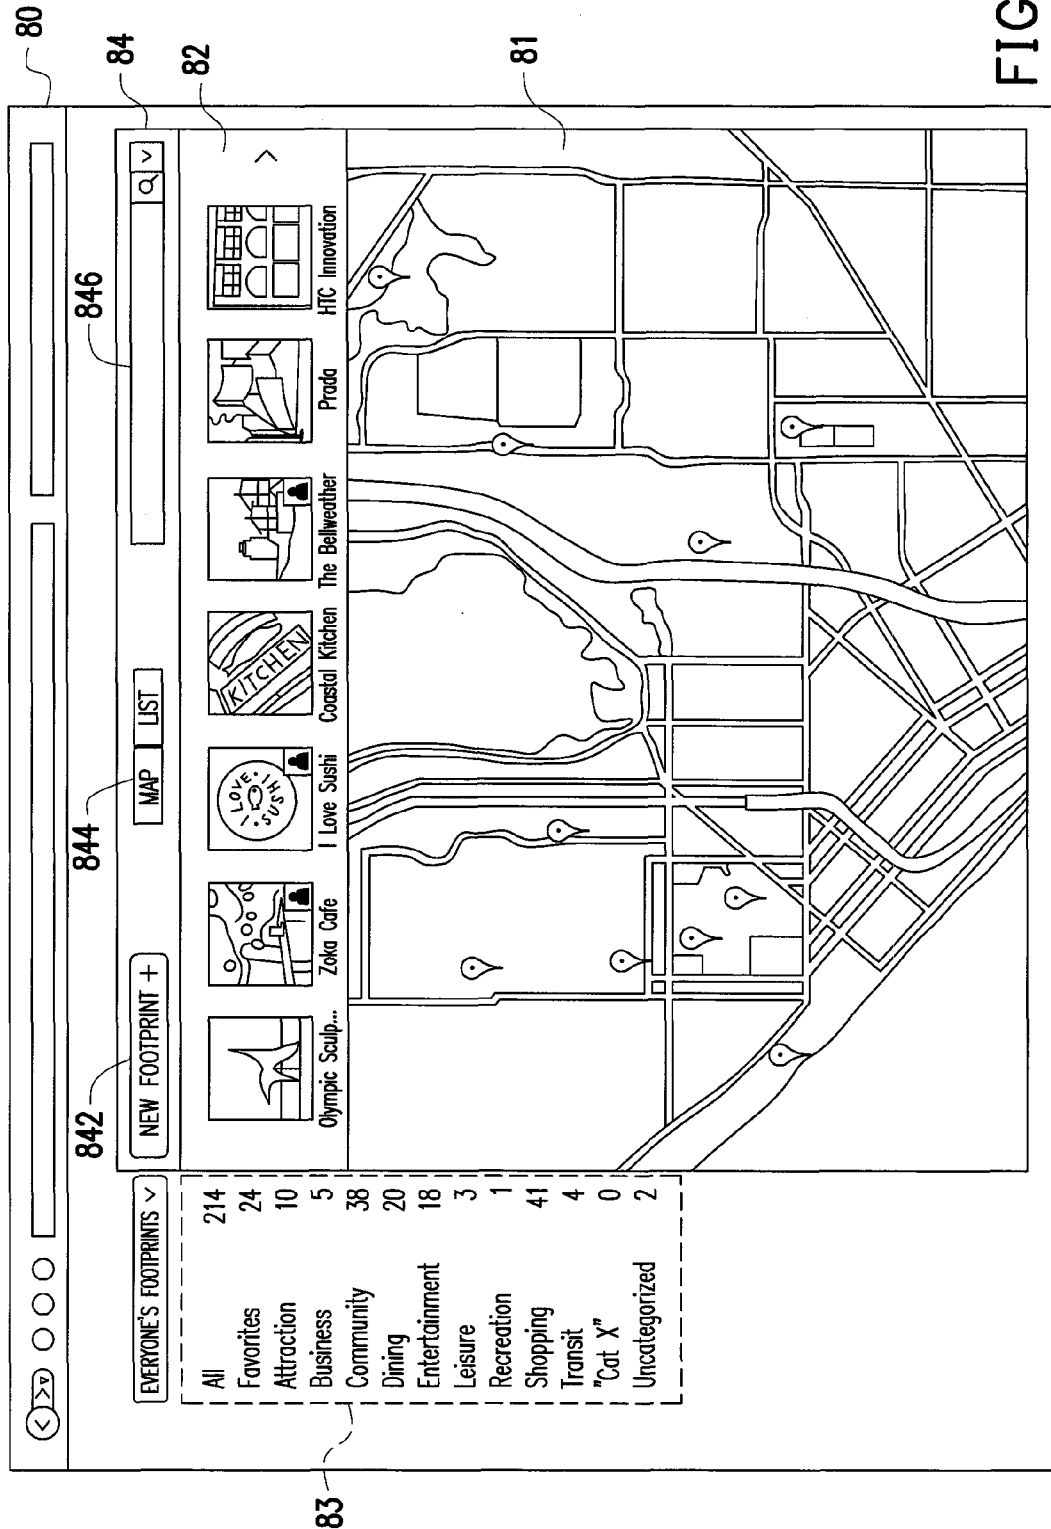 80
84
82
81
846
844
842
83
EVERYONE'S FOOTPRINTS
NEW FOOTPRINT +
MAP LIST
All 214
Favorites 24
Attraction 10
Business 5
Community 38
Dining 20
Entertainment 18
Leisure 3
Recreation 1
Shopping 41
Transit 4
"Cat X" 0
Uncategorized 2
I LOVE · I · SUSHI ·
KITCHEN
Olympic Sculp...
Zoka Cafe
I Love Sushi
Coastal Kitchen
The Bellweather
Prada
HTC Innovation
FIG